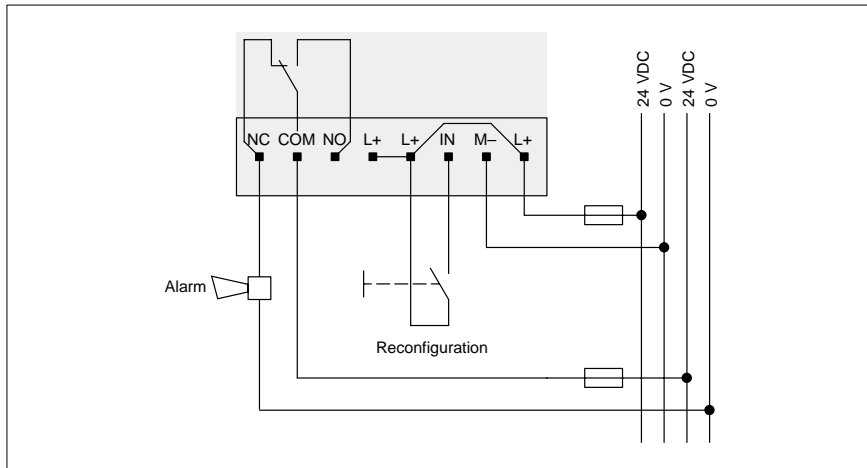 24 VDC
0 V
24 VDC
0 V
NC COM NO L+ L+ IN M– L+
Alarm
Reconfiguration